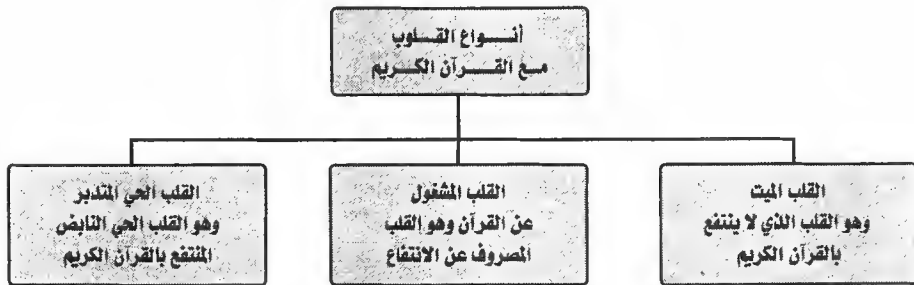 أنواع القلوب
مع القرآن الكريم
القلب الميت
وهو القلب الذي لا ينتفع
بالقرآن الكريم
القلب المشغول
عن القرآن وهو القلب
المصروف عن الانتفاع
القلب الحي المتدبر
وهو القلب الحي النابض
المنتفع بالقرآن الكريم